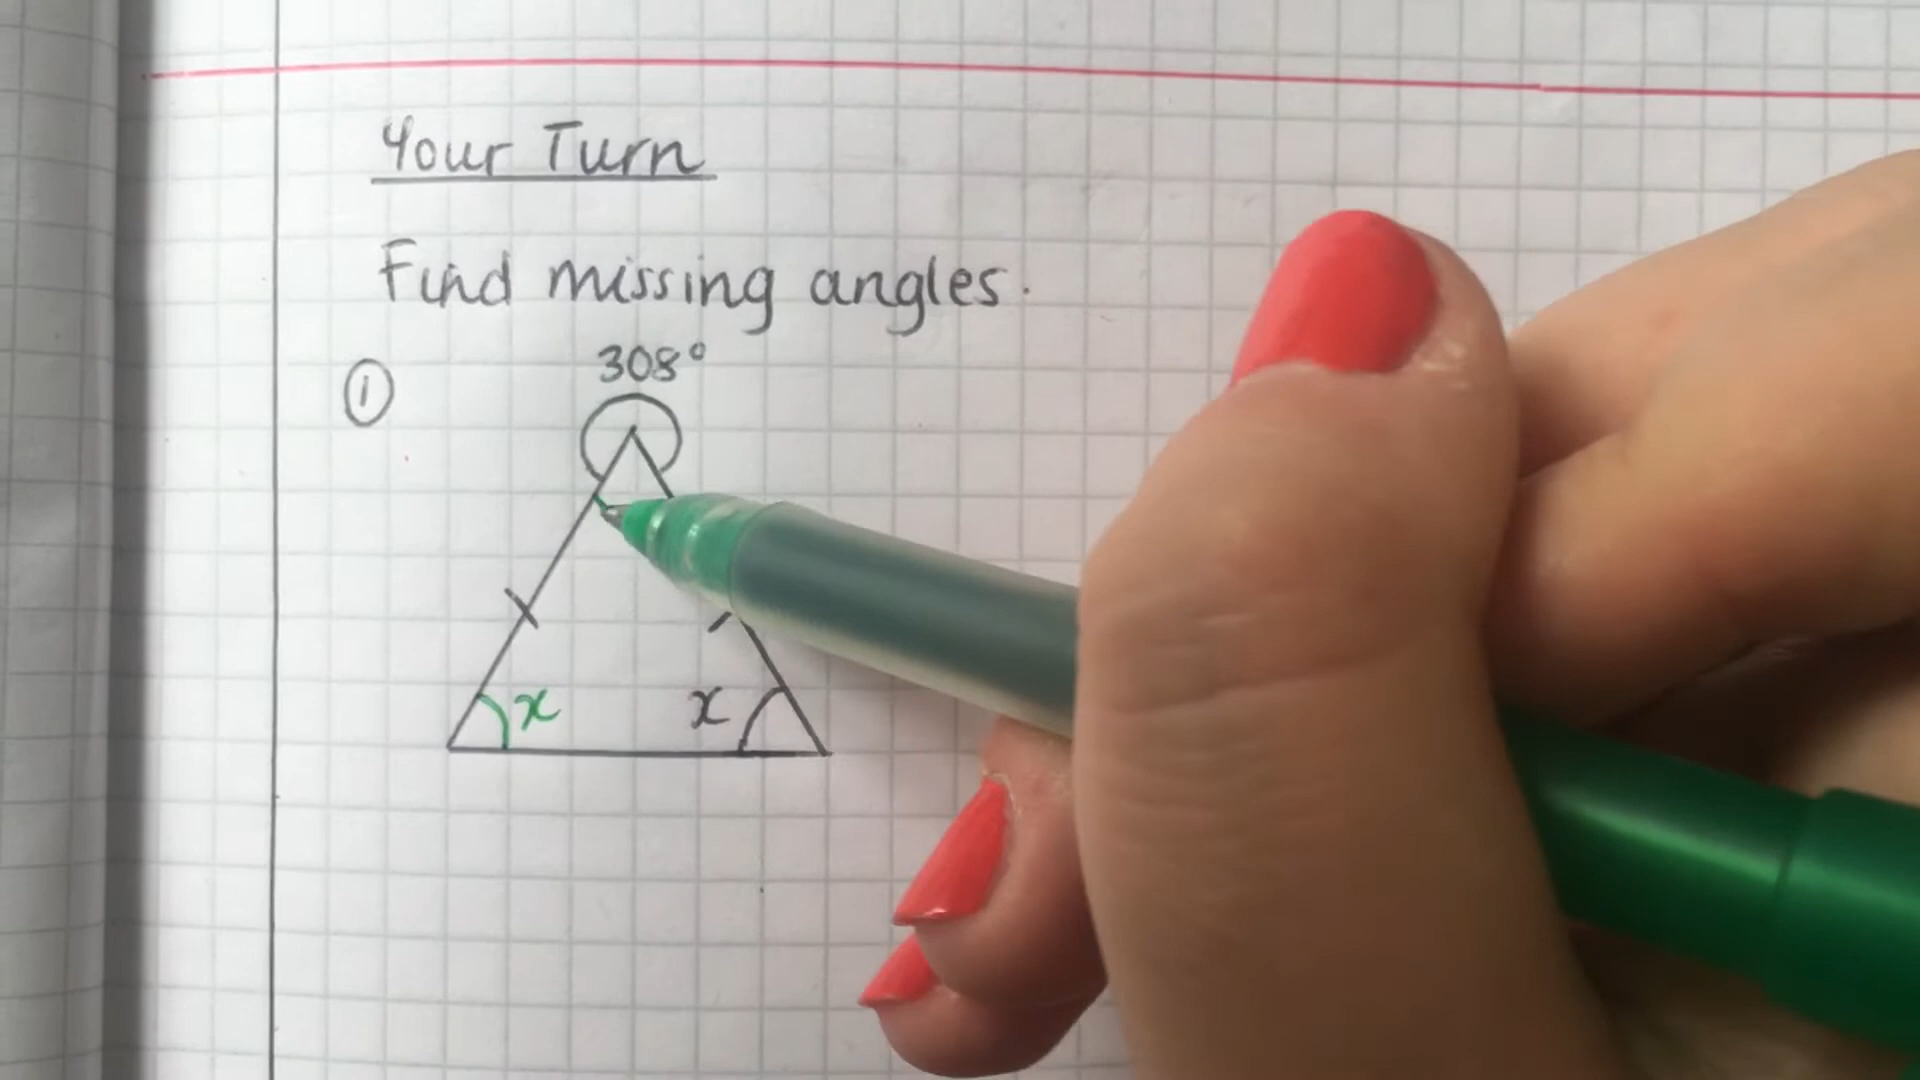 Your Turn
Find missing angles.
308°
①
x
x